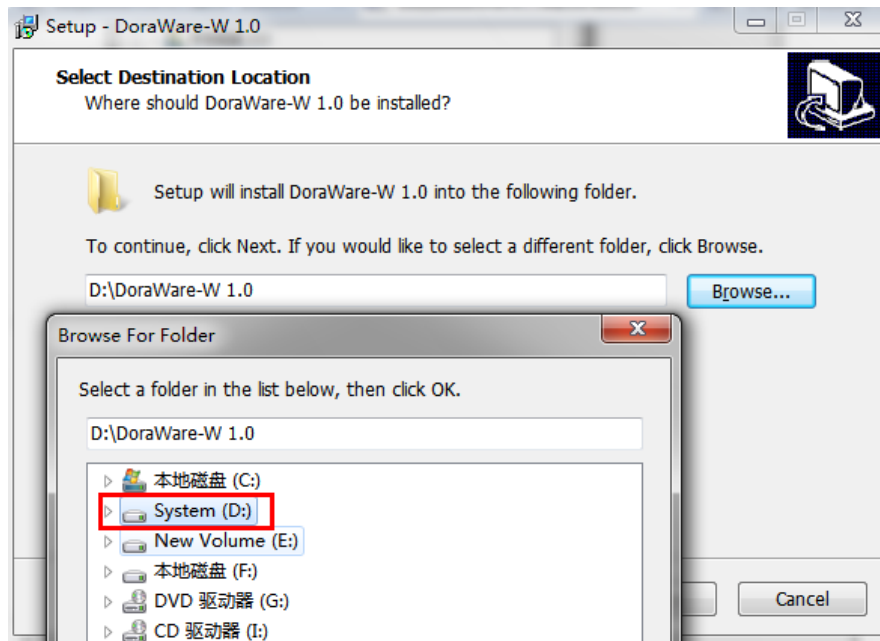 Setup - DoraWare-W 1.0
Select Destination Location
Where should DoraWare-W 1.0 be installed?
Setup will install DoraWare-W 1.0 into the following folder.
To continue, click Next. If you would like to select a different folder, click Browse.
D:\DoraWare-W 1.0
Browse...
Browse For Folder
Select a folder in the list below, then click OK.
D:\DoraWare-W 1.0
本地磁盘 (C:)
System (D:)
New Volume (E:)
本地磁盘 (F:)
DVD 驱动器 (G:)
Cancel
CD 驱动器 (I:)